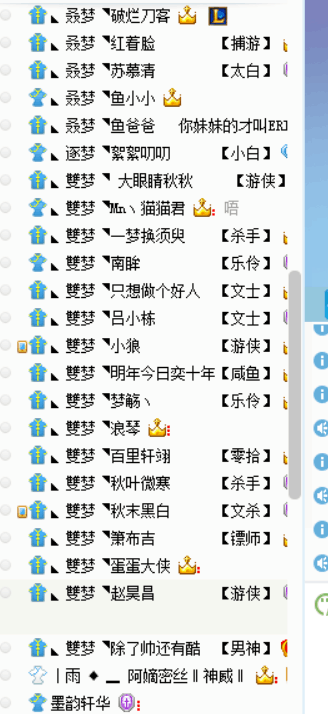 ◣ 叒梦 ◥破烂刀客 L
◣ 叒梦 ◥红着脸 【捕游】
◣ 叒梦 ◥苏慕清 【太白】
◣ 叒梦 ◥鱼小小
◣ 叒梦 ◥鱼爸爸 你妹妹的才叫ER
◣ 逐梦 ◥絮絮叨叨 【小白】
◣ 雙梦 ◥ 大眼睛秋秋 【游侠】
◣ 雙梦 ◥Mn丶猫猫君 唔
◣ 雙梦 ◥一梦换须臾 【杀手】
◣ 雙梦 ◥南眸 【乐伶】
◣ 雙梦 ◥只想做个好人 【文士】
◣ 雙梦 ◥吕小栋 【文士】
◣ 雙梦 ◥小狼 【游侠】
◣ 雙梦 ◥明年今日奕十年【咸鱼】
◣ 雙梦 ◥梦觞丶 【乐伶】
◣ 雙梦 ◥浪琴
◣ 雙梦 ◥百里轩翊 【零拾】
◣ 雙梦 ◥秋叶微寒 【杀手】
◣ 雙梦 ◥秋末黑白 【文杀】
◣ 雙梦 ◥箫布吉 【镖师】
◣ 雙梦 ◥蛋蛋大侠
◣ 雙梦 ◥赵昊昌 【游侠】
◣ 雙梦 ◥除了帅还有酷 【男神】
丨雨 ◆ ▁ 阿嫡密丝‖神威‖
墨韵轩华